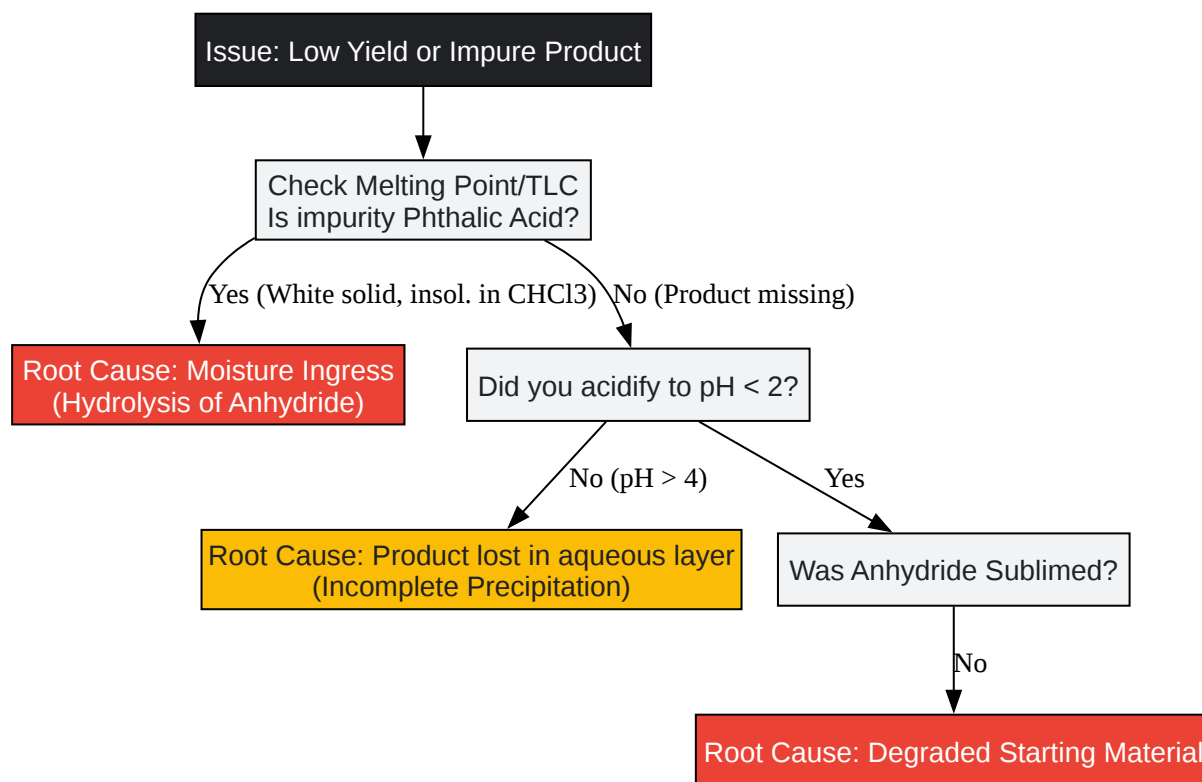 Issue: Low Yield or Impure Product
Check Melting Point/TLC
Is impurity Phthalic Acid?
Yes (White solid, insol. in CHCl3)
No (Product missing)
Root Cause: Moisture Ingress
(Hydrolysis of Anhydride)
Did you acidify to pH < 2?
No (pH > 4)
Yes
Root Cause: Product lost in aqueous layer
(Incomplete Precipitation)
Was Anhydride Sublimed?
No
Root Cause: Degraded Starting Material